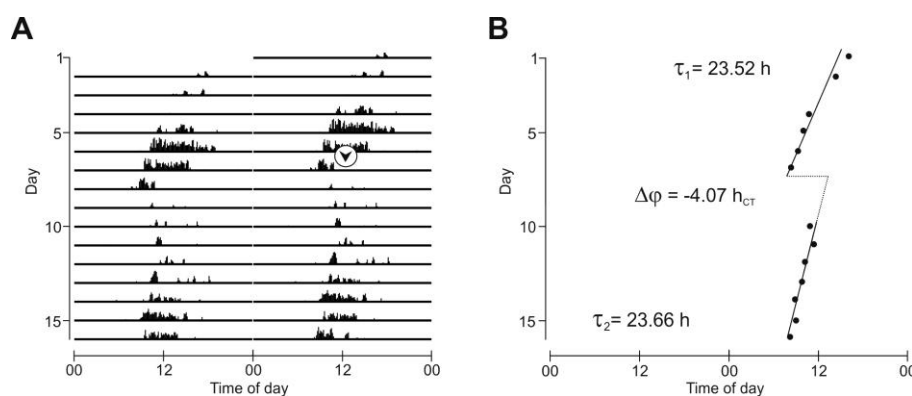 A
B
1
5
10
15
Day
00
12
00
12
00
Time of day
1
5
10
15
Day
τ1= 23.52 h
Δφ = -4.07 hCT
τ2= 23.66 h
00
12
00
12
00
Time of day